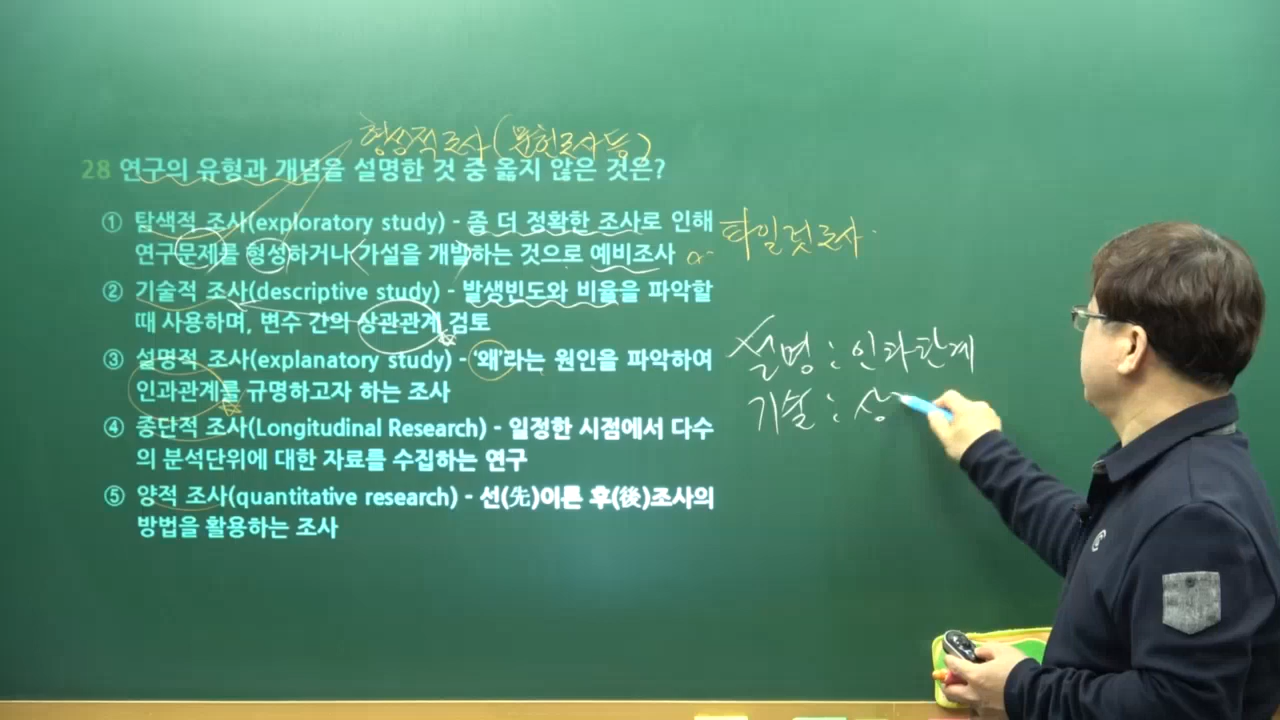 형성적조사(문헌조사등)
28 연구의 유형과 개념을 설명한 것 중 옳지 않은 것은?
① 탐색적 조사(exploratory study) - 좀 더 정확한 조사로 인해
연구문제를 형성하거나 가설을 개발하는 것으로 예비조사
파일럿조사
② 기술적 조사(descriptive study) - 발생빈도와 비율을 파악할
때 사용하며, 변수 간의 상관관계 검토
③ 설명적 조사(explanatory study) - ‘왜’라는 원인을 파악하여
인과관계를 규명하고자 하는 조사
설명 : 인과관계
기술 : 상
④ 종단적 조사(Longitudinal Research) - 일정한 시점에서 다수
의 분석단위에 대한 자료를 수집하는 연구
⑤ 양적 조사(quantitative research) - 선(先)이론 후(後)조사의
방법을 활용하는 조사